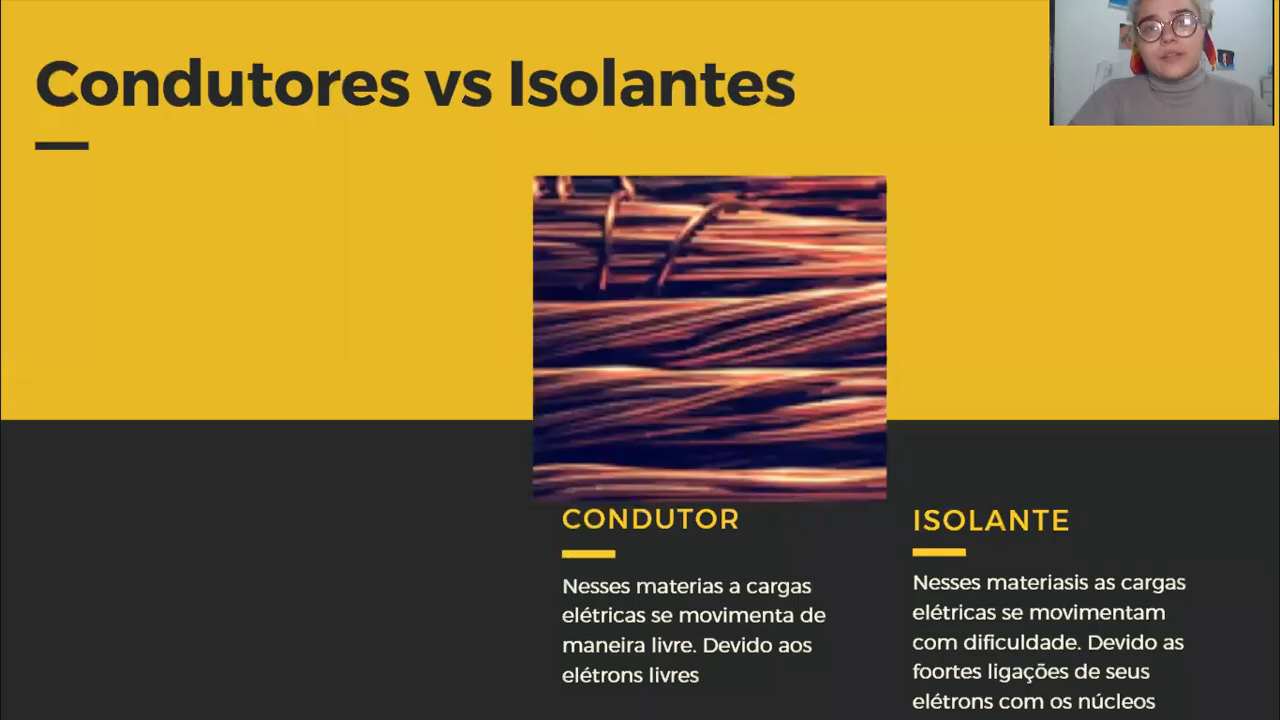 Condutores vs Isolantes
CONDUTOR
Nesses materias a cargas
elétricas se movimenta de
maneira livre. Devido aos
elétrons livres
ISOLANTE
Nesses materiasis as cargas
elétricas se movimentam
com dificuldade. Devido as
foortes ligações de seus
elétrons com os núcleos